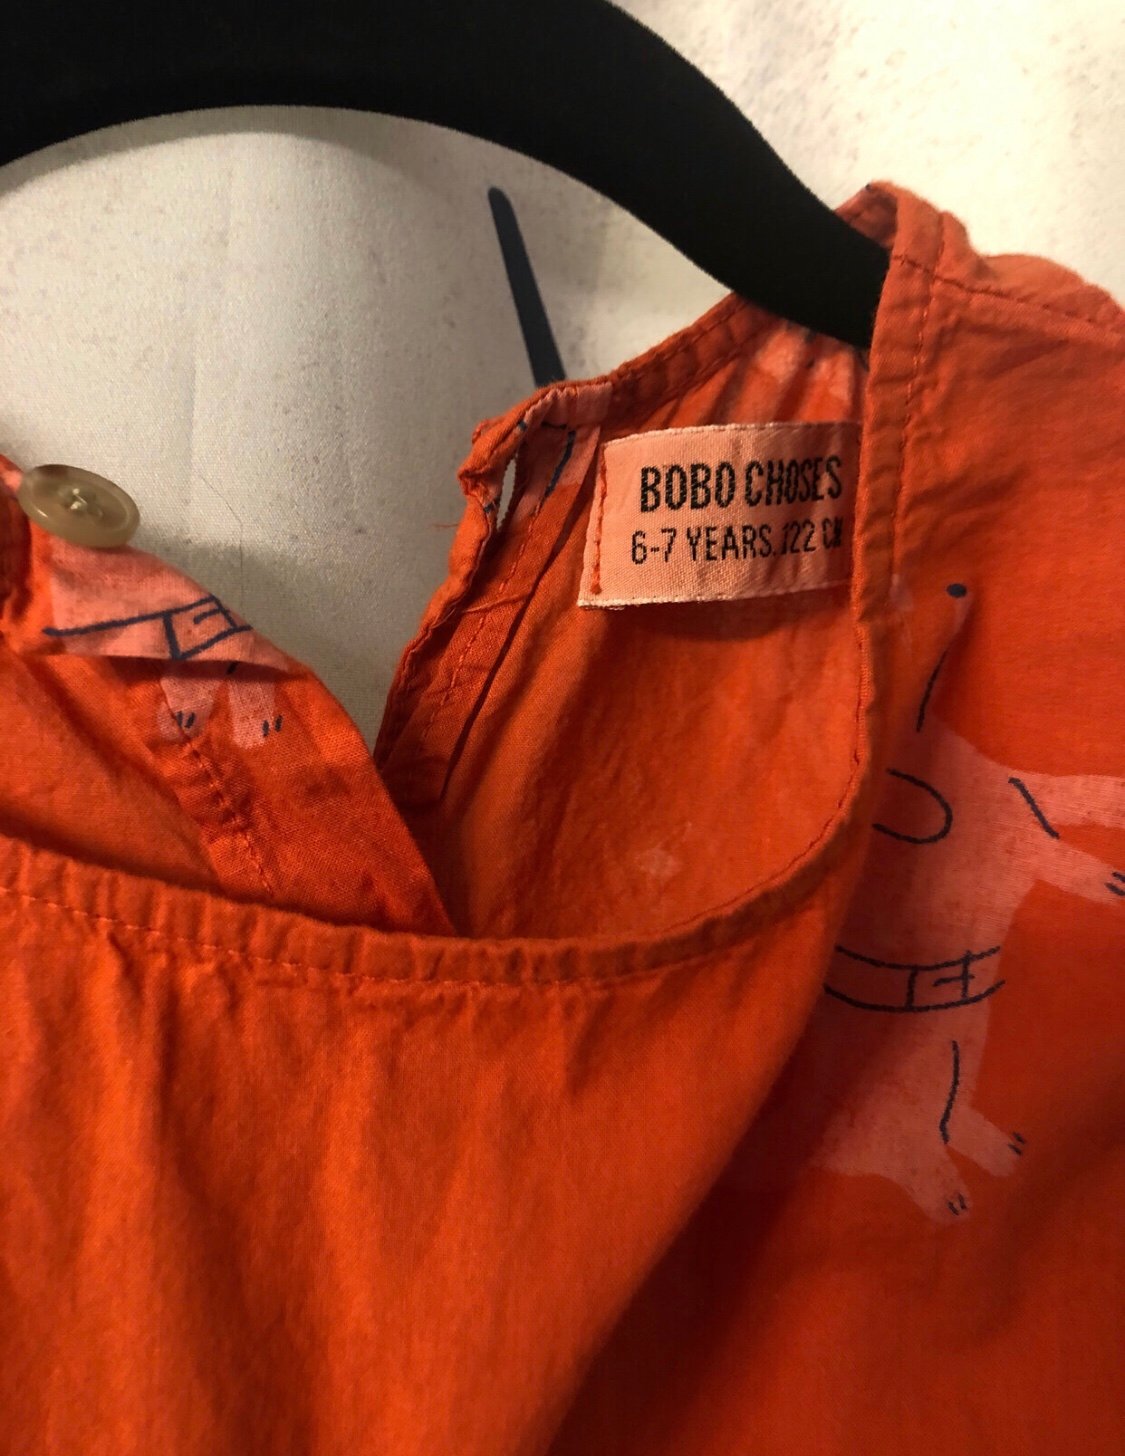 BOBO CHOSES
6-7 YEARS. 122 CM